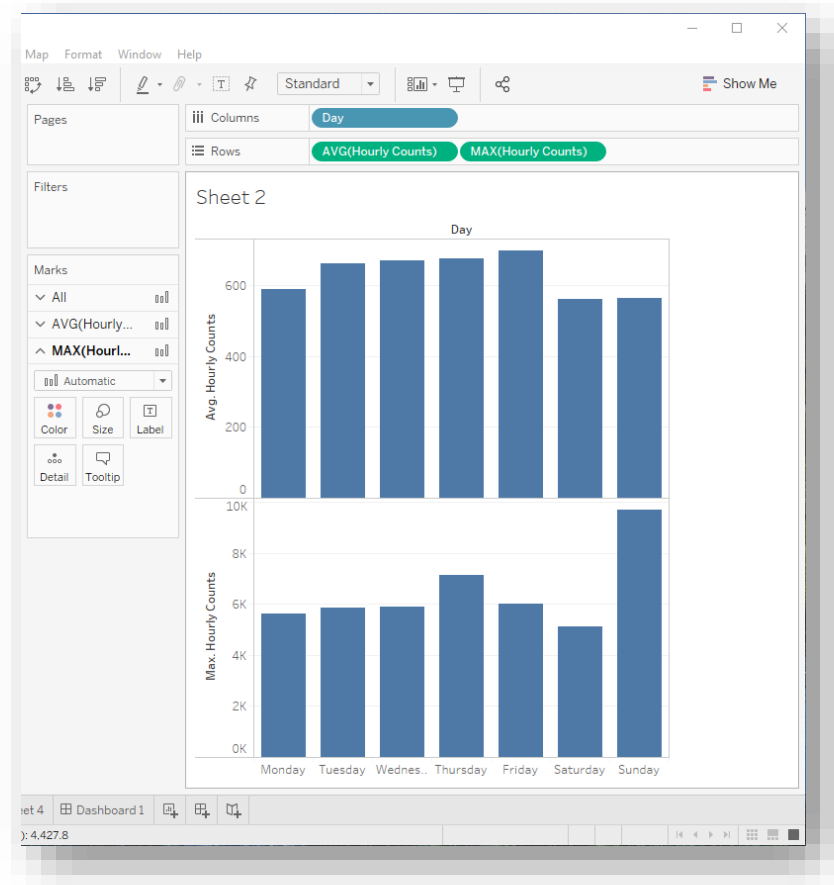 Map Format Window Help
Standard
Show Me
Pages
Columns
Day
Rows
AVG(Hourly Counts)
MAX(Hourly Counts)
Filters
Sheet 2
Marks
All
AVG(Hourly...
MAX(Hourl...
Automatic
Color
Size
Label
Detail
Tooltip
Day
Avg. Hourly Counts
600
400
200
0
Max. Hourly Counts
10K
8K
6K
4K
2K
0K
Monday Tuesday Wednes.. Thursday Friday Saturday Sunday
et 4
Dashboard 1
): 4,427.8